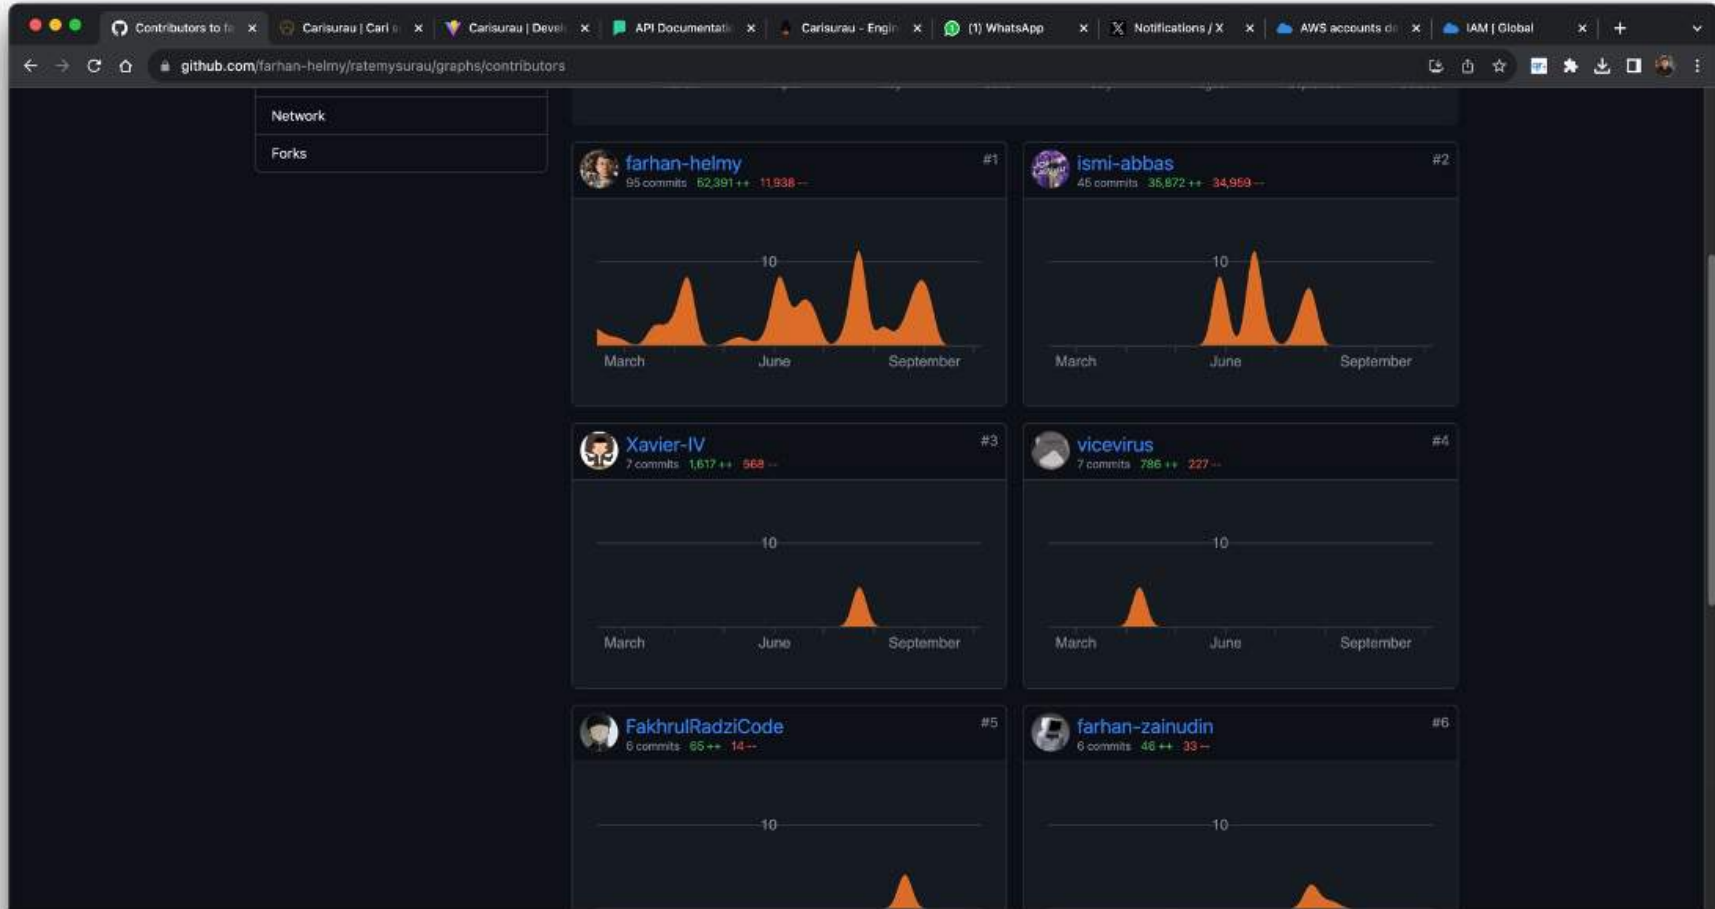 Contributors to fa
Carisurau | Cari s
Carisurau | Devel
API Documentati
Carisurau - Engin
(1) WhatsApp
Notifications / X
AWS accounts de
IAM | Global
github.com/farhan-helmy/ratemysurau/graphs/contributors
Network
Forks
farhan-helmy
#1
95 commits 52,391 ++ 11,938 --
10
March June September
ismi-abbas
#2
45 commits 35,872 ++ 34,959 --
10
March June September
Xavier-IV
#3
7 commits 1,617 ++ 568 --
10
March June September
vicevirus
#4
7 commits 786 ++ 227 --
10
March June September
FakhrulRadziCode
#5
6 commits 65 ++ 14 --
10
farhan-zainudin
#6
6 commits 46 ++ 33 --
10